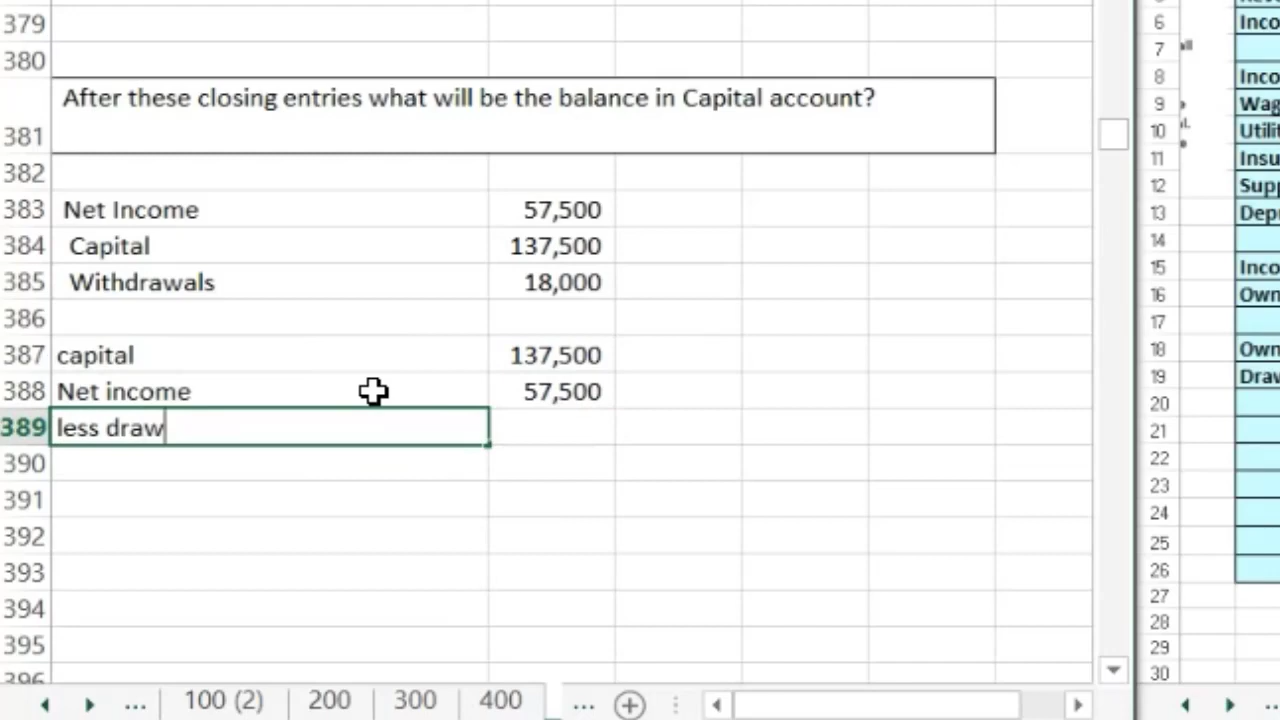 379
380
After these closing entries what will be the balance in Capital account?
381
382
383 Net Income 57,500
384 Capital 137,500
385 Withdrawals 18,000
386
387 capital 137,500
388 Net income 57,500
389 less draw
390
391
392
393
394
395
100 (2) 200 300 400 ...
6 Inco
7
8 Inco
9 Wag
10 Utilit
11 Insu
12 Supp
13 Depr
14
15 Inco
16 Own
17
18 Own
19 Draw
20
21
22
23
24
25
26
27
28
29
30